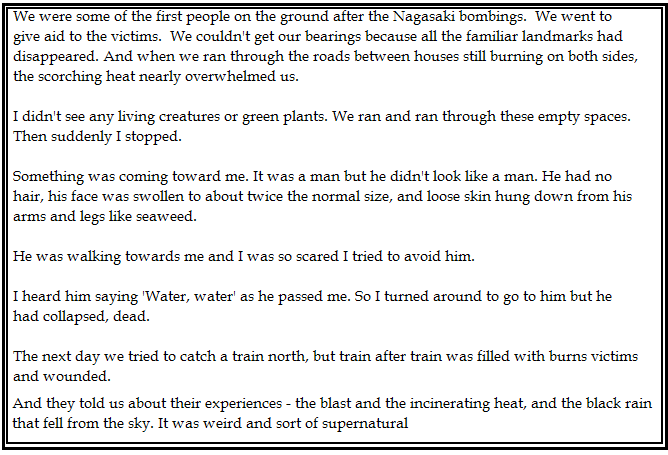 We were some of the first people on the ground after the Nagasaki bombings.  We went to
give aid to the victims.  We couldn't get our bearings because all the familiar landmarks had
disappeared. And when we ran through the roads between houses still burning on both sides,
the scorching heat nearly overwhelmed us.
I didn't see any living creatures or green plants. We ran and ran through these empty spaces.
Then suddenly I stopped.
Something was coming toward me. It was a man but he didn't look like a man. He had no
hair, his face was swollen to about twice the normal size, and loose skin hung down from his
arms and legs like seaweed.
He was walking towards me and I was so scared I tried to avoid him.
I heard him saying 'Water, water' as he passed me. So I turned around to go to him but he
had collapsed, dead.
The next day we tried to catch a train north, but train after train was filled with burns victims
and wounded.
And they told us about their experiences - the blast and the incinerating heat, and the black rain
that fell from the sky. It was weird and sort of supernatural